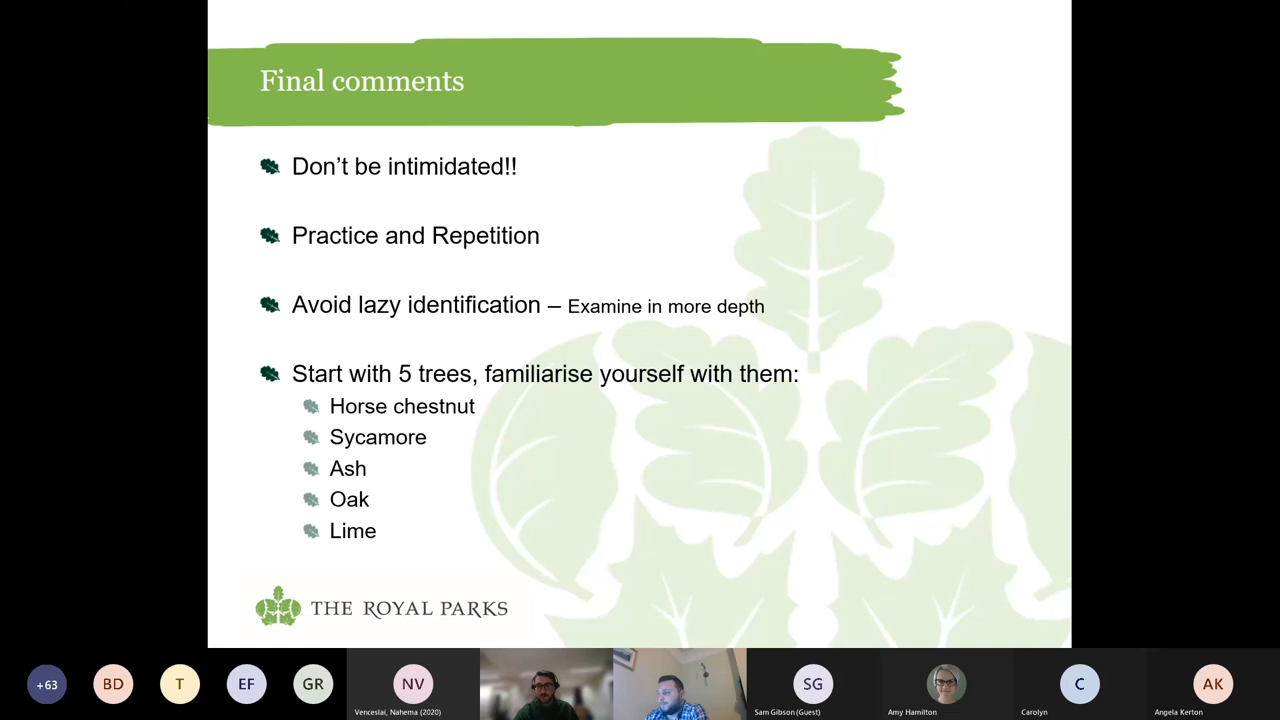 Final comments
Don't be intimidated!!
Practice and Repetition
Avoid lazy identification – Examine in more depth
Start with 5 trees, familiarise yourself with them:
Horse chestnut
Sycamore
Ash
Oak
Lime
THE ROYAL PARKS
+63
BD
T
EF
GR
NV
SG
C
AK
Venceslai, Nahema (2020)
Sam Gibson (Guest)
Amy Hamilton
Carolyn
Angela Kerton